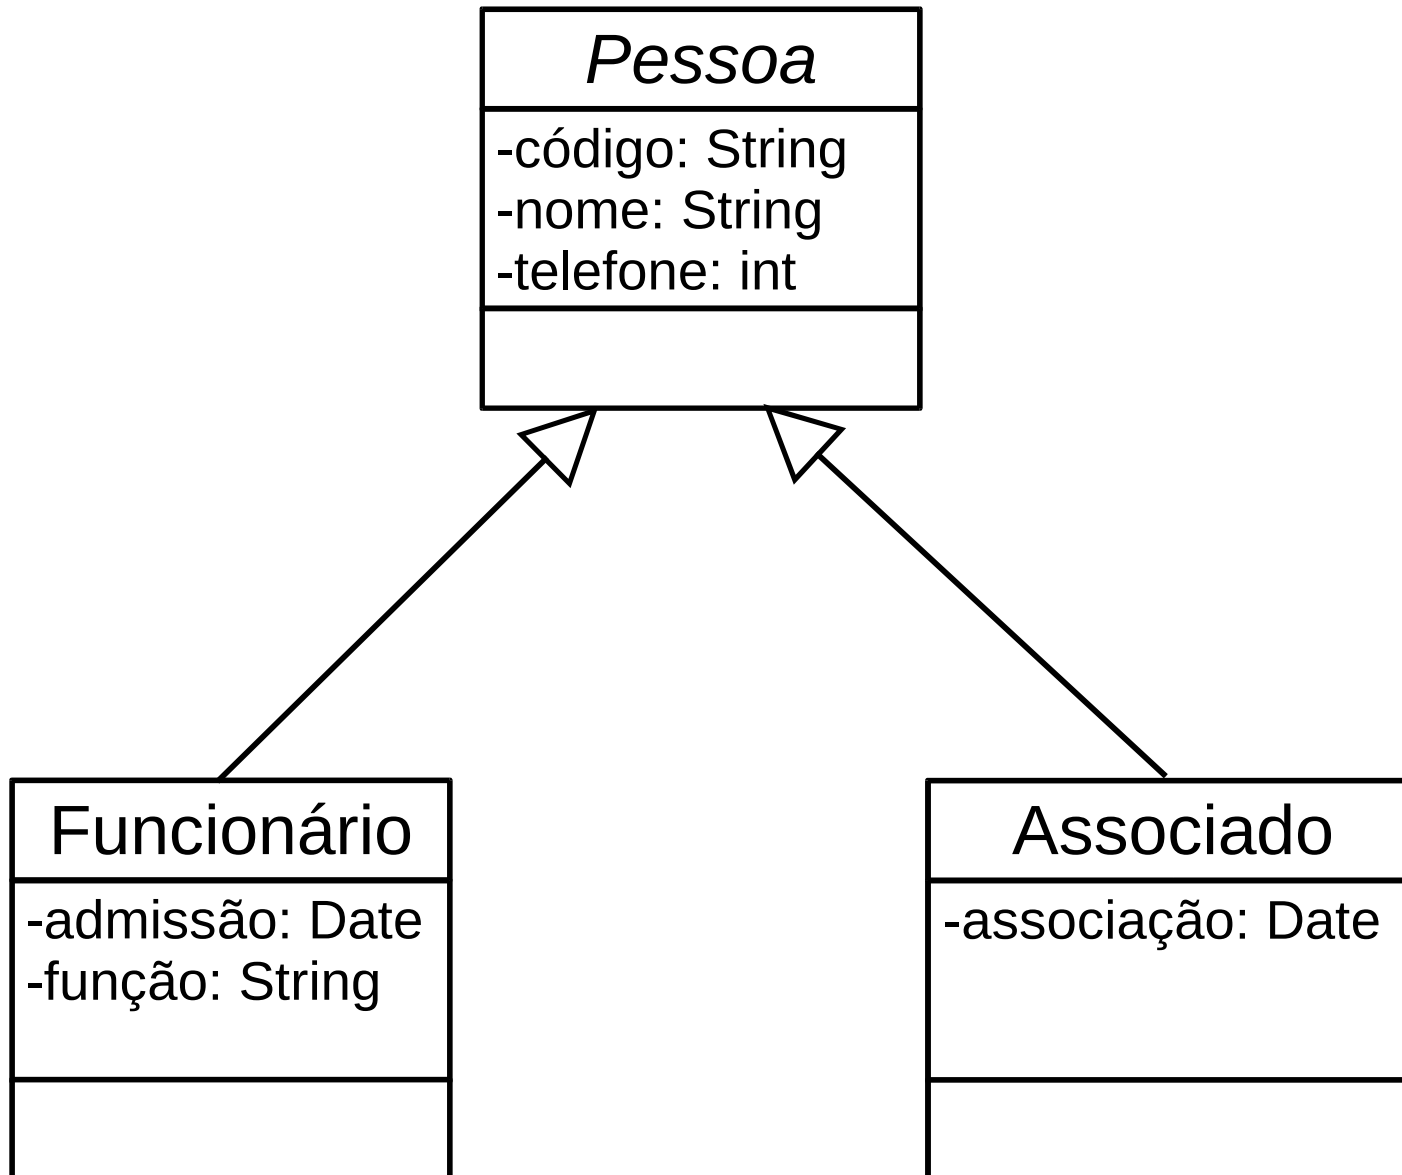 Pessoa
-código: String
-nome: String
-telefone: int
Funcionário
-admissão: Date
-função: String
Associado
-associação: Date